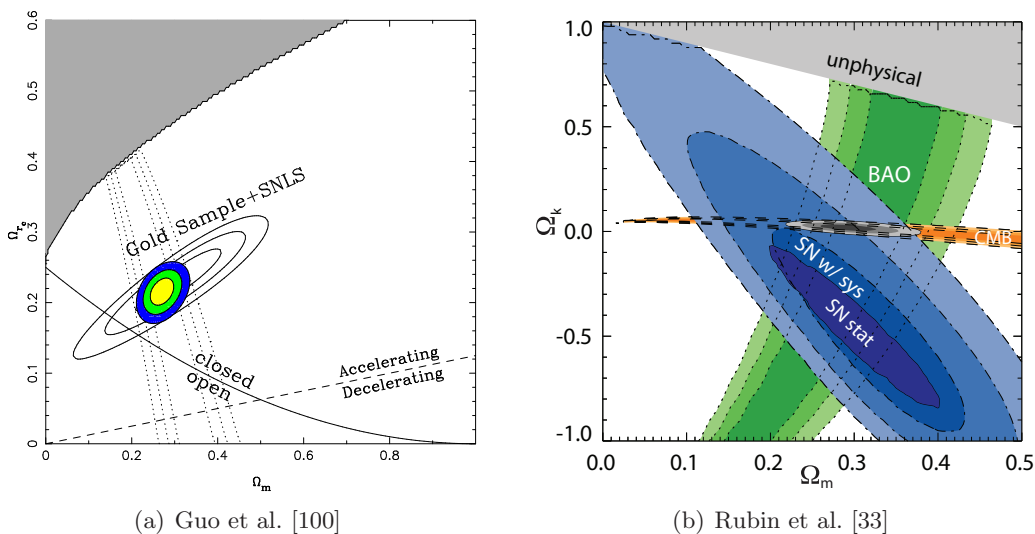 0.6
0.5
0.4
0.3
0.2
0.1
0
Ω_rc
Gold Sample+SNLS
closed
open
Accelerating
Decelerating
0 0.2 0.4 0.6 0.8
Ω_m
(a) Guo et al. [100]
1.0
0.5
0.0
-0.5
-1.0
Ω_k
unphysical
BAO
CMB
SN w/ sys
SN stat
0.0 0.1 0.2 0.3 0.4 0.5
Ω_m
(b) Rubin et al. [33]